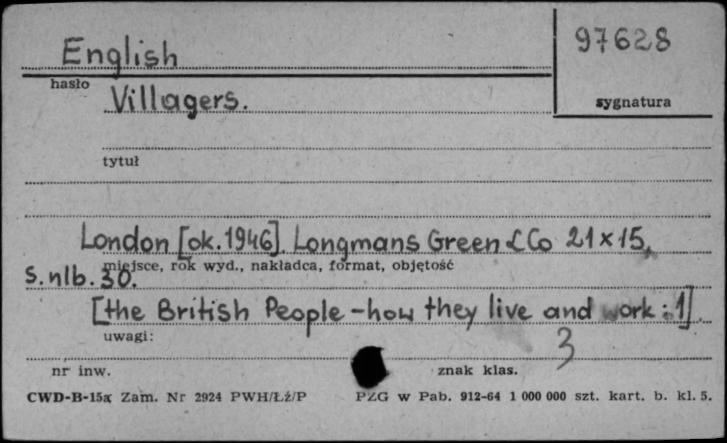 English
97628
hasło
Villagers.
sygnatura
tytuł
London [ok. 1946]. Longmans Green & Co 21 x 15,
miejsce, rok wyd., nakładca, format, objętość
s. nlb. 30.
[the British People - how they live and work : 1].
uwagi:
3
nr inw.
znak klas.
CWD-B-15a Zam. Nr 2924 PWH/Łź/P PZG w Pab. 912-64 1 000 000 szt. kart. b. kl. 5.